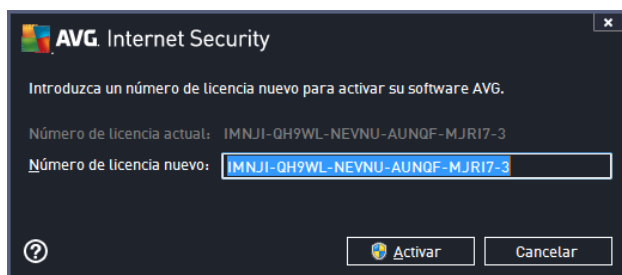 AVG. Internet Security
Introduzca un número de licencia nuevo para activar su software AVG.
Número de licencia actual: IMNJI-QH9WL-NEVNU-AUNQF-MJRI7-3
Número de licencia nuevo: IMNJI-QH9WL-NEVNU-AUNQF-MJRI7-3
Activar Cancelar